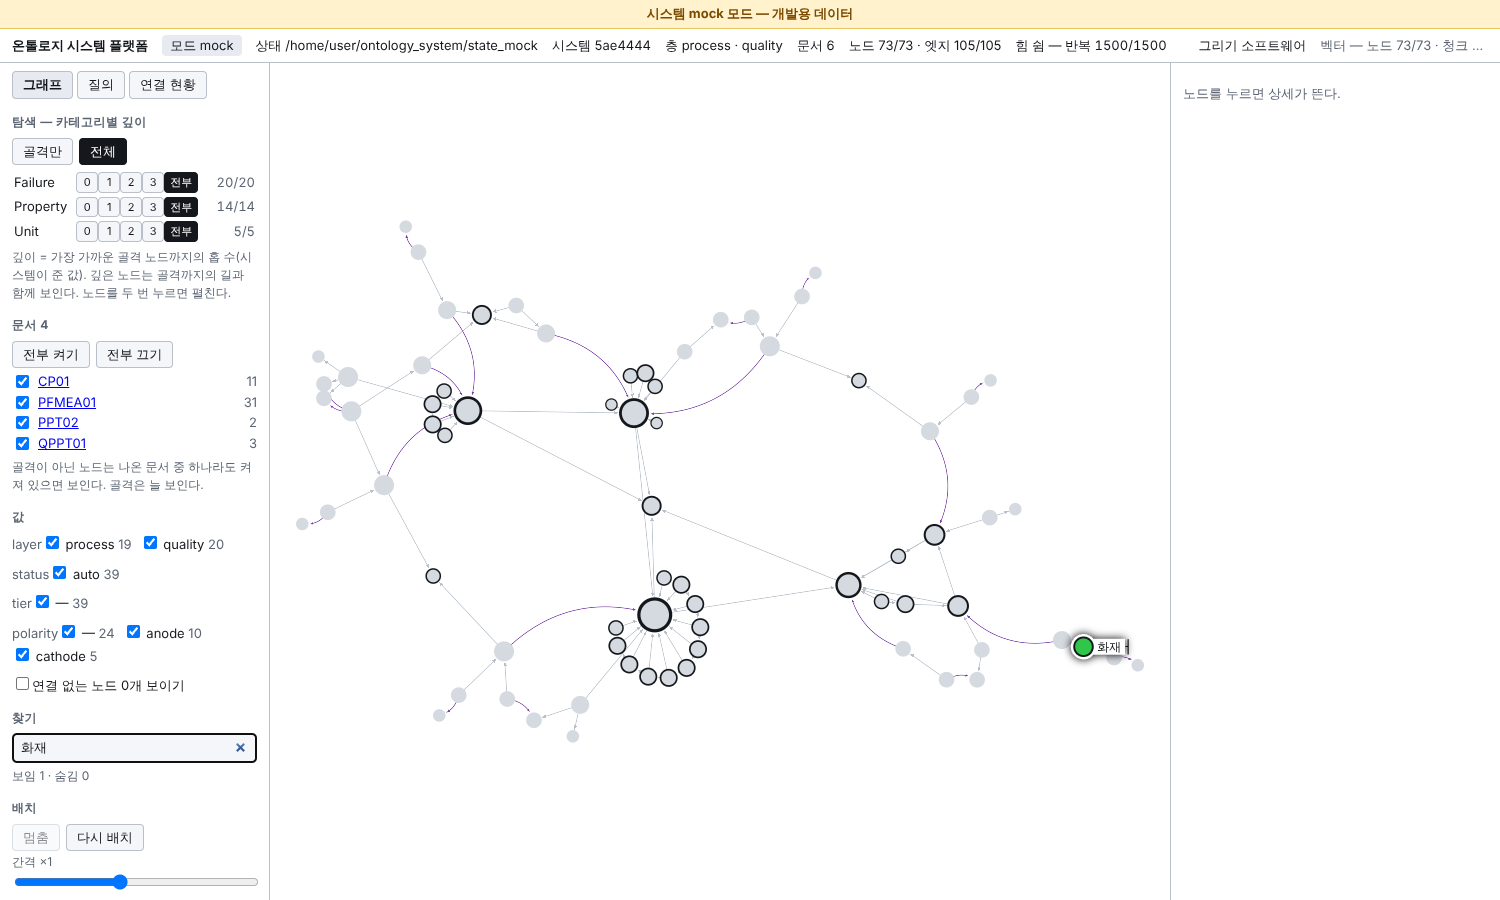 시스템 mock 모드 — 개발용 데이터
온톨로지 시스템 플랫폼 모드 mock 상태 /home/user/ontology_system/state_mock 시스템 5ae4444 층 process · quality 문서 6 노드 73/73 · 엣지 105/105 힘 쉼 — 반복 1500/1500 그리기 소프트웨어 벡터 — 노드 73/73 · 청크 ...
그래프 질의 연결 현황
탐색 — 카테고리별 깊이
골격만 전체
Failure 0 1 2 3 전부 20/20
Property 0 1 2 3 전부 14/14
Unit 0 1 2 3 전부 5/5
깊이 = 가장 가까운 골격 노드까지의 홉 수(시
스템이 준 값). 깊은 노드는 골격까지의 길과
함께 보인다. 노드를 두 번 누르면 펼친다.
문서 4
전부 켜기 전부 끄기
CP01 11
PFMEA01 31
PPT02 2
QPPT01 3
골격이 아닌 노드는 나온 문서 중 하나라도 켜
져 있으면 보인다. 골격은 늘 보인다.
값
layer process 19 quality 20
status auto 39
tier — 39
polarity — 24 anode 10
cathode 5
연결 없는 노드 0개 보이기
찾기
화재 ×
보임 1 · 숨김 0
배치
멈춤 다시 배치
간격 ×1
화재
노드를 누르면 상세가 뜬다.